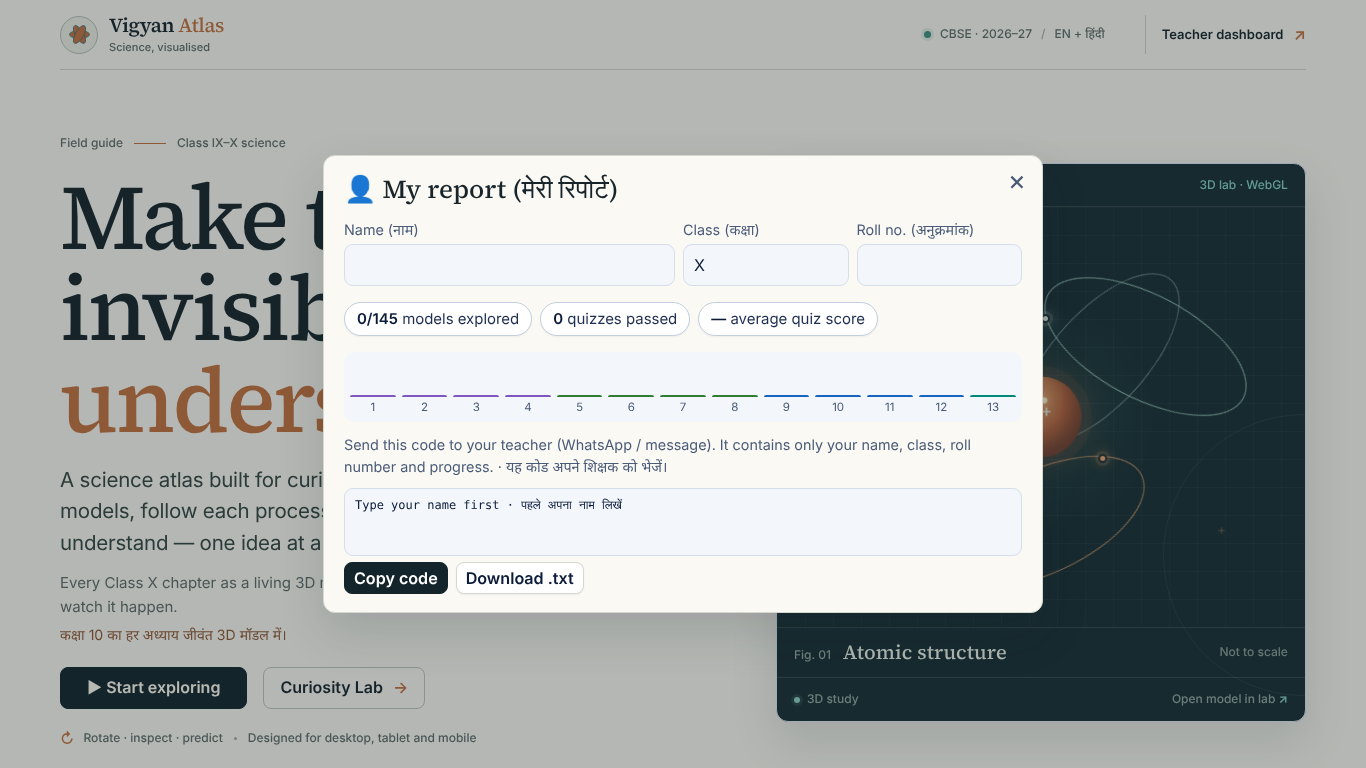 Vigyan Atlas
Science, visualised
CBSE · 2026–27 / EN + हिंदी
Teacher dashboard
Field guide
Class IX–X science
Make t
invisib
unders
A science atlas built for curi
models, follow each process
understand — one idea at a
Every Class X chapter as a living 3D
watch it happen.
कक्षा 10 का हर अध्याय जीवंत 3D मॉडल में।
▶ Start exploring
Curiosity Lab →
Rotate · inspect · predict • Designed for desktop, tablet and mobile
👤 My report (मेरी रिपोर्ट)
✕
Name (नाम)
Class (कक्षा)
Roll no. (अनुक्रमांक)
X
0/145 models explored
0 quizzes passed
— average quiz score
1 2 3 4 5 6 7 8 9 10 11 12 13
Send this code to your teacher (WhatsApp / message). It contains only your name, class, roll
number and progress. · यह कोड अपने शिक्षक को भेजें।
Type your name first · पहले अपना नाम लिखें
Copy code
Download .txt
3D lab · WebGL
Fig. 01 Atomic structure
Not to scale
3D study
Open model in lab ↗